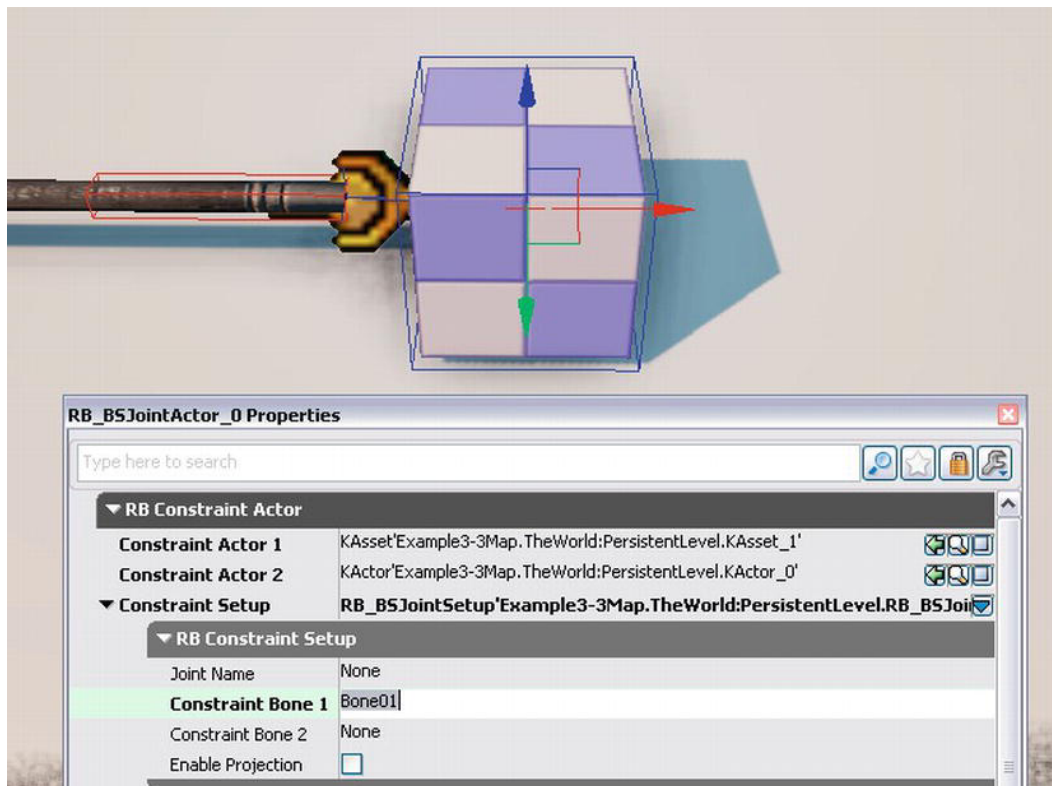 RB_BSJointActor_0 Properties
Type here to search
RB Constraint Actor
Constraint Actor 1 KAsset'Example3-3Map.TheWorld:PersistentLevel.KAsset_1'
Constraint Actor 2 KActor'Example3-3Map.TheWorld:PersistentLevel.KActor_0'
Constraint Setup RB_BSJointSetup'Example3-3Map.TheWorld:PersistentLevel.RB_BSJoi
RB Constraint Setup
Joint Name None
Constraint Bone 1 Bone01
Constraint Bone 2 None
Enable Projection